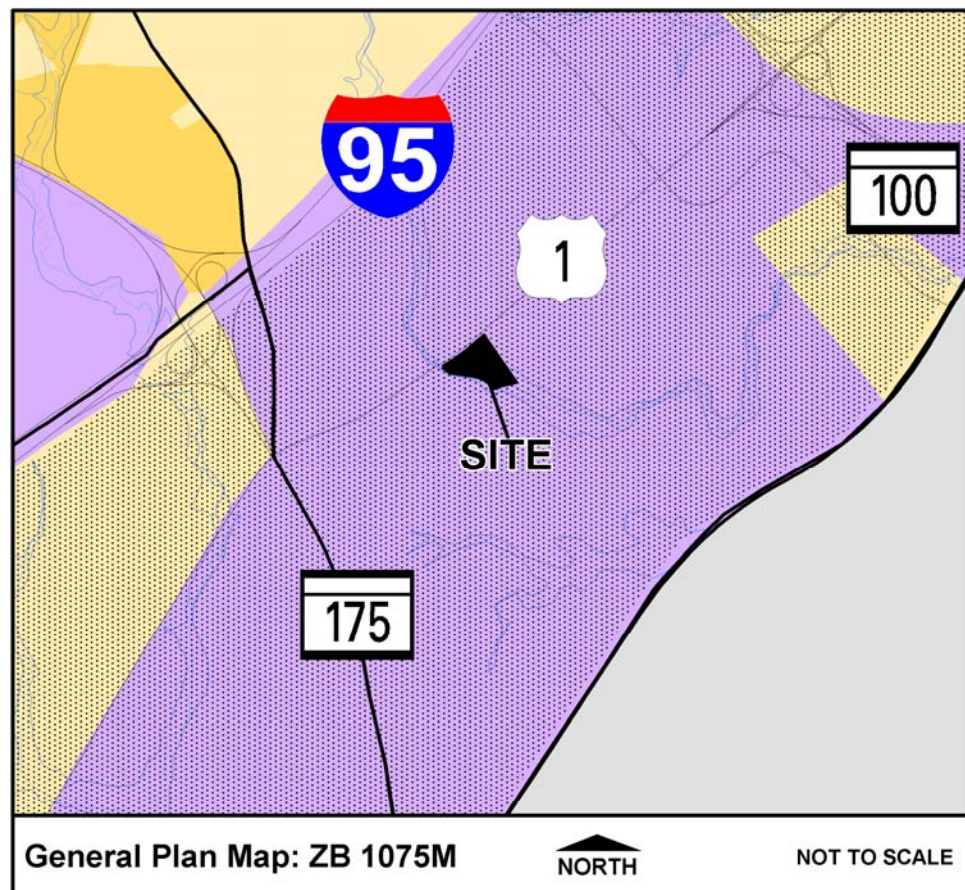 95
100
1
SITE
175
General Plan Map: ZB 1075M
NORTH
NOT TO SCALE